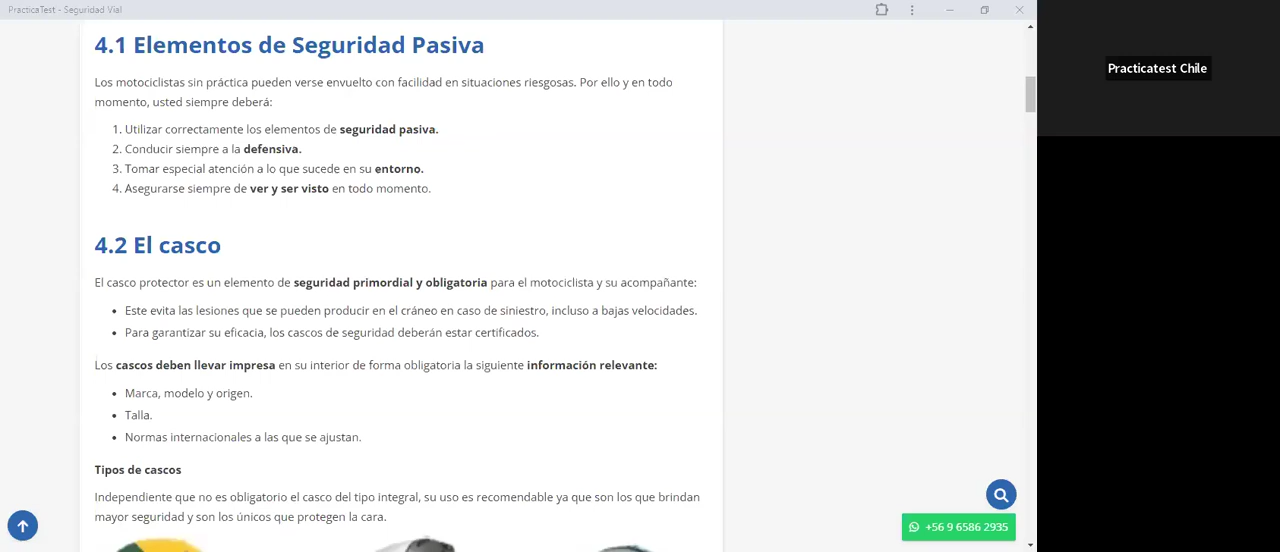 PracticaTest - Seguridad Vial
4.1 Elementos de Seguridad Pasiva
Los motociclistas sin práctica pueden verse envuelto con facilidad en situaciones riesgosas. Por ello y en todo
momento, usted siempre deberá:
1. Utilizar correctamente los elementos de seguridad pasiva.
2. Conducir siempre a la defensiva.
3. Tomar especial atención a lo que sucede en su entorno.
4. Asegurarse siempre de ver y ser visto en todo momento.
4.2 El casco
El casco protector es un elemento de seguridad primordial y obligatoria para el motociclista y su acompañante:
• Este evita las lesiones que se pueden producir en el cráneo en caso de siniestro, incluso a bajas velocidades.
• Para garantizar su eficacia, los cascos de seguridad deberán estar certificados.
Los cascos deben llevar impresa en su interior de forma obligatoria la siguiente información relevante:
• Marca, modelo y origen.
• Talla.
• Normas internacionales a las que se ajustan.
Tipos de cascos
Independiente que no es obligatorio el casco del tipo integral, su uso es recomendable ya que son los que brindan
mayor seguridad y son los únicos que protegen la cara.
+56 9 6586 2935
Practicatest Chile